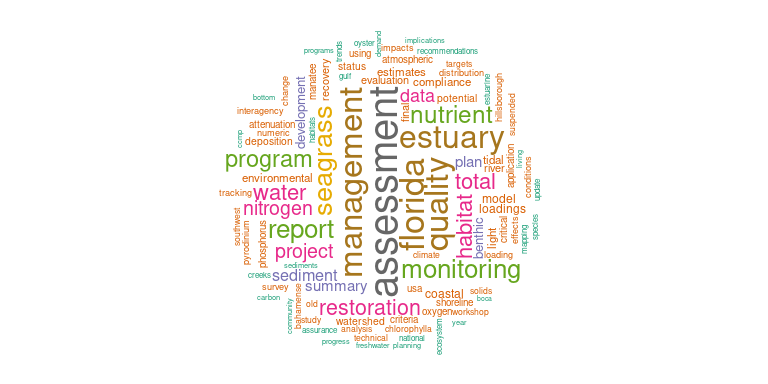 implications
oyster
demand
programs
trends
using
impacts
recommendations
atmospheric
status
gulf
estimates
targets
distribution
evaluation
compliance
recovery
manatee
change
bottom
interagency
attenuation
numeric
deposition
ccmp
development
habitats
seagrass
management
assessment
data
potential
final
nutrient
estuarine
hillsborough
suspended
estuary
program
environmental
tracking
water
nitrogen
florida
quality
plan
tidal
river
application
living
conditions
update
total
model
loadings
habitat
report
project
southwest
pyrodinium
phosphorus
sediments
benthic
light
critical
effects
mapping
species
climate
loading
monitoring
creeks
sediment
survey
summary
carbon
bahamense
old
usa
coastal
solids
boca
shoreline
restoration
oxygen
workshop
year
community
study
assurance
watershed
criteria
analysis
chlorophylla
technical
national
progress
freshwater
planning
ecosystem